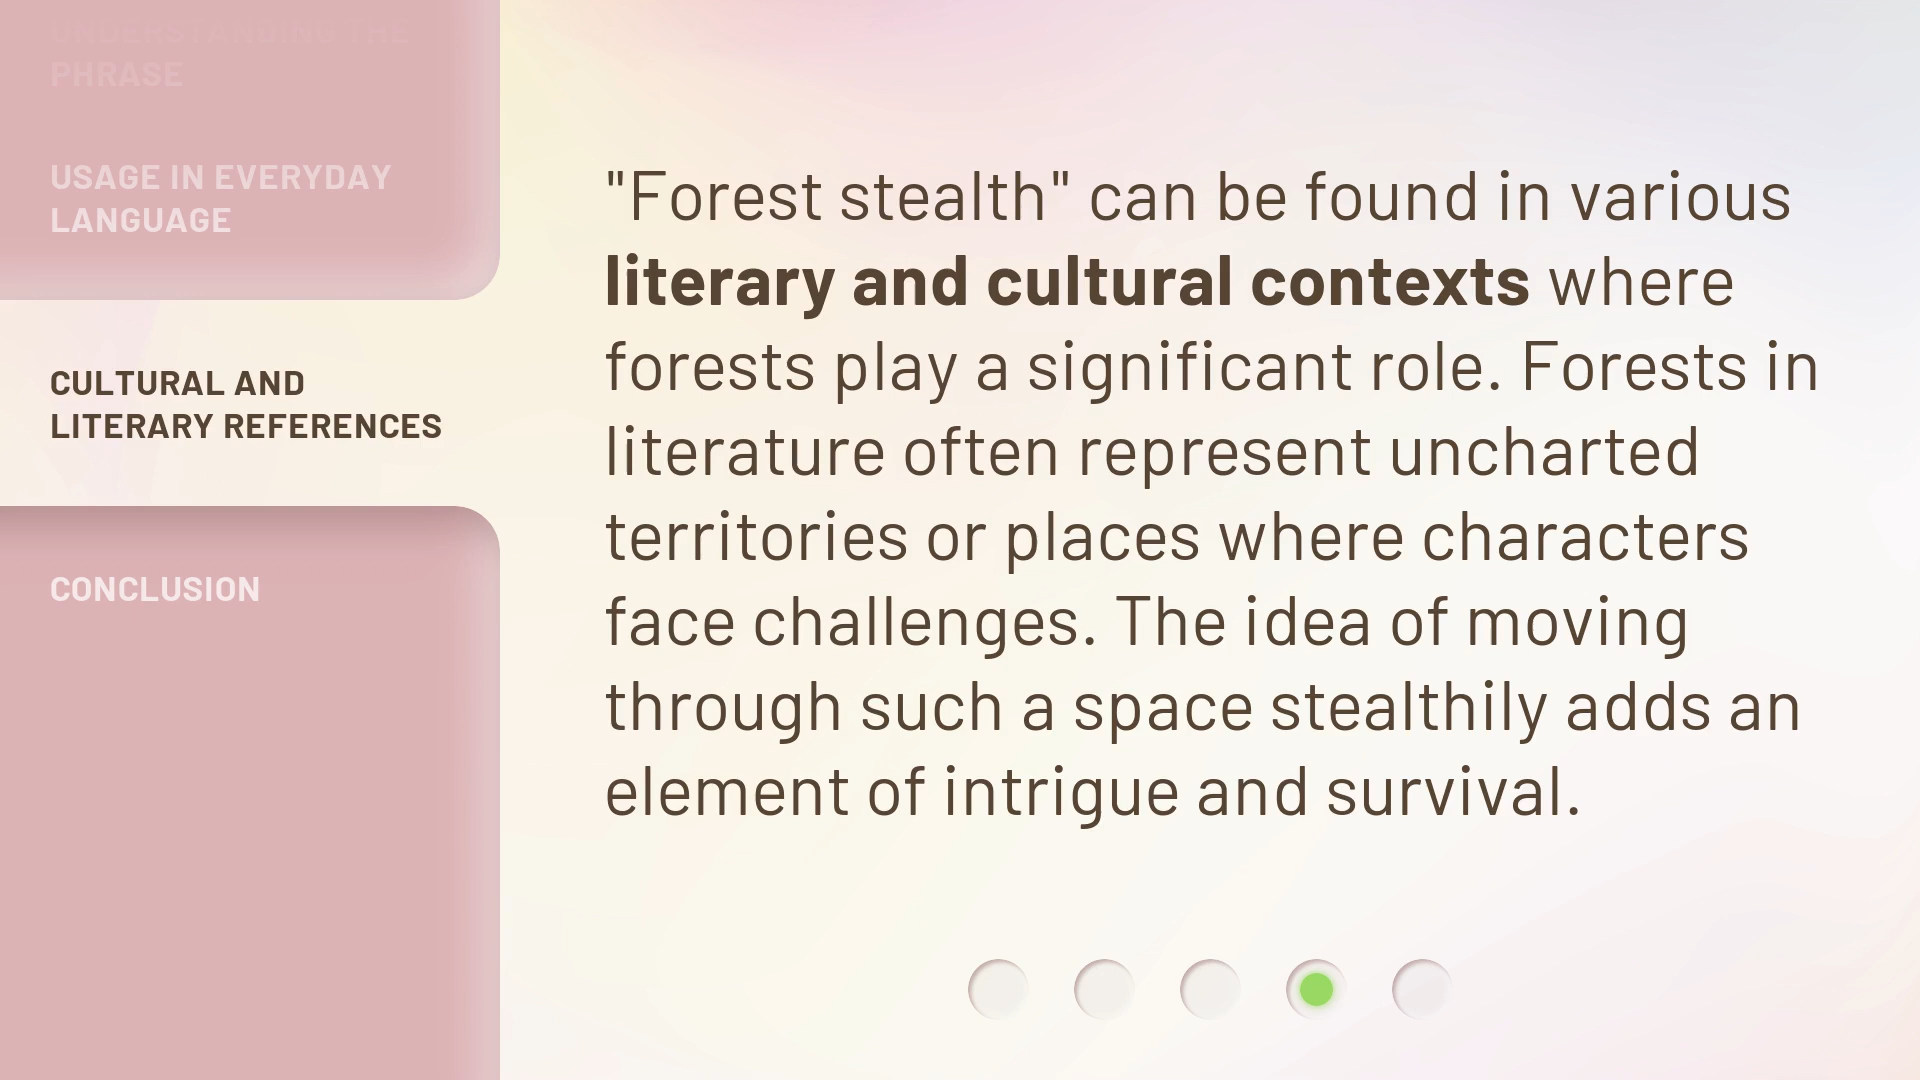 UNDERSTANDING THE
PHRASE
USAGE IN EVERYDAY
LANGUAGE
CULTURAL AND
LITERARY REFERENCES
CONCLUSION
"Forest stealth" can be found in various
literary and cultural contexts where
forests play a significant role. Forests in
literature often represent uncharted
territories or places where characters
face challenges. The idea of moving
through such a space stealthily adds an
element of intrigue and survival.